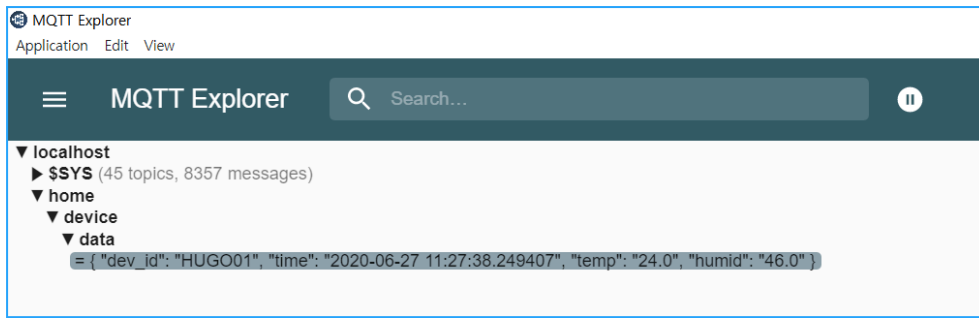 MQTT Explorer
Application Edit View
MQTT Explorer Search...
▼ localhost
▶ $SYS (45 topics, 8357 messages)
▼ home
▼ device
▼ data
= { "dev_id": "HUGO01", "time": "2020-06-27 11:27:38.249407", "temp": "24.0", "humid": "46.0" }